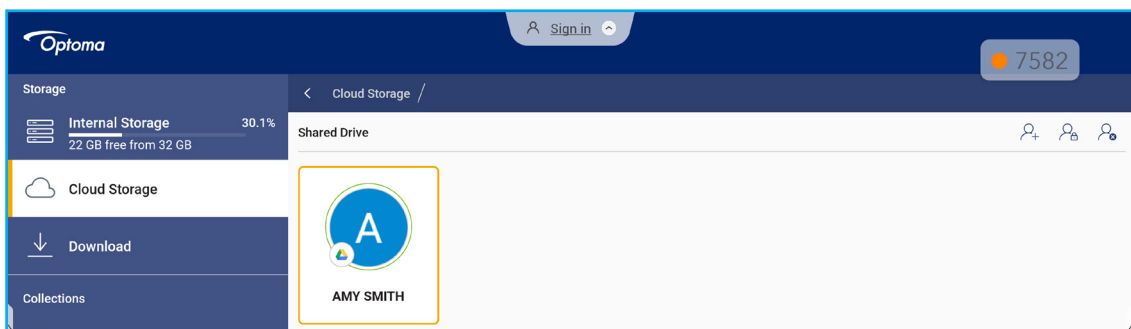 Optoma
Sign in
7582
Storage
Cloud Storage /
Internal Storage 30.1%
22 GB free from 32 GB
Shared Drive
Cloud Storage
A
Download
AMY SMITH
Collections